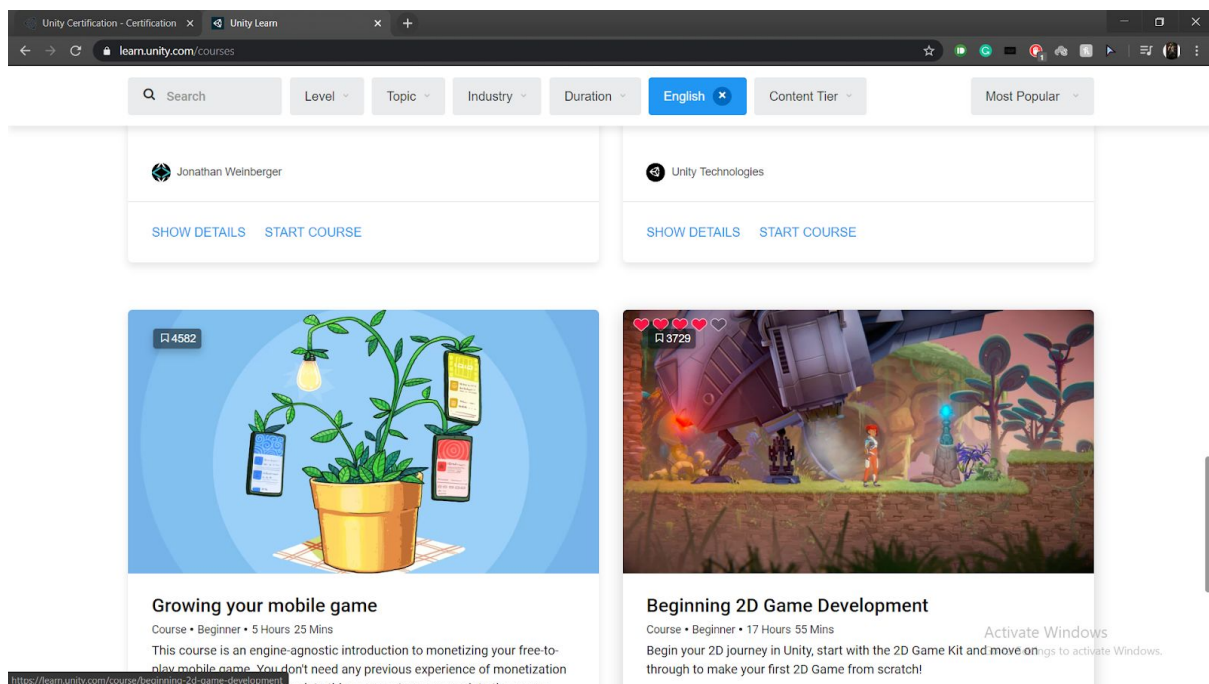 Unity Certification - Certification
Unity Learn
learn.unity.com/courses
1
Search
Level
Topic
Industry
Duration
English
Content Tier
Most Popular
Jonathan Weinberger
Unity Technologies
SHOW DETAILS START COURSE
SHOW DETAILS START COURSE
4582
3729
Growing your mobile game
Course • Beginner • 5 Hours 25 Mins
This course is an engine-agnostic introduction to monetizing your free-to-
play mobile game. You don't need any previous experience of monetization
Beginning 2D Game Development
Course • Beginner • 17 Hours 55 Mins
Begin your 2D journey in Unity, start with the 2D Game Kit and move on
through to make your first 2D Game from scratch!
Activate Windows
to activate Windows.
https://learn.unity.com/course/beginning-2d-game-development